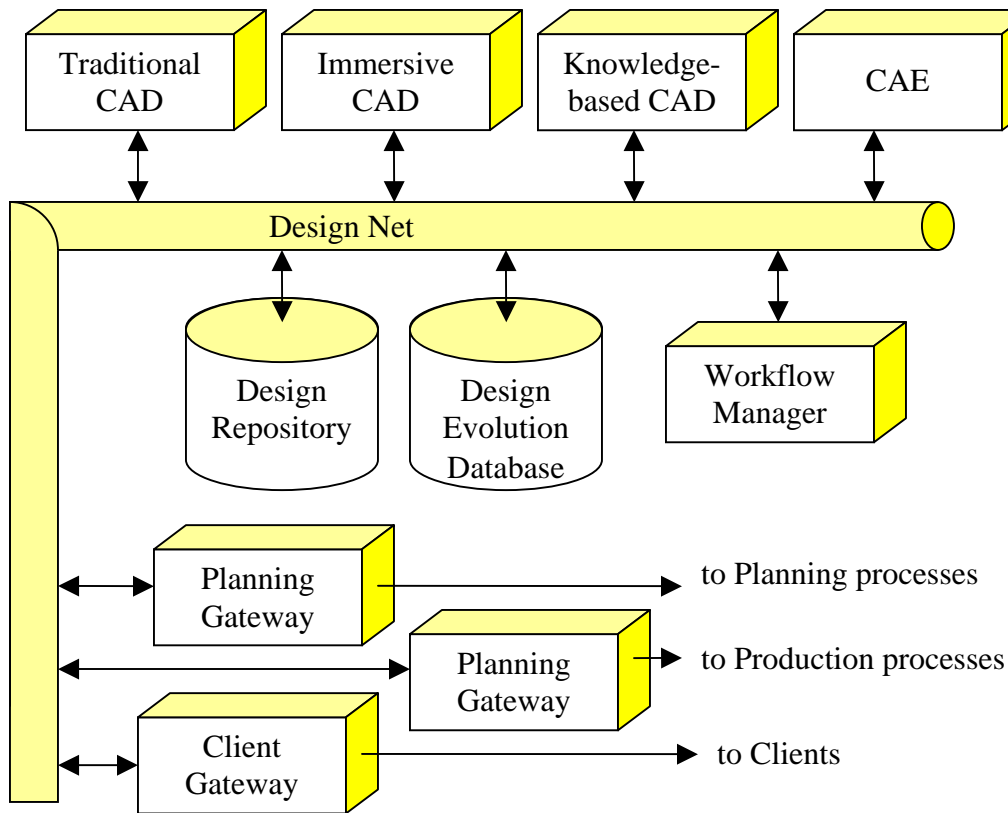 Traditional
CAD
Immersive
CAD
Knowledge-
based CAD
CAE
Design Net
Design
Repository
Design
Evolution
Database
Workflow
Manager
Planning
Gateway
to Planning processes
Planning
Gateway
to Production processes
Client
Gateway
to Clients